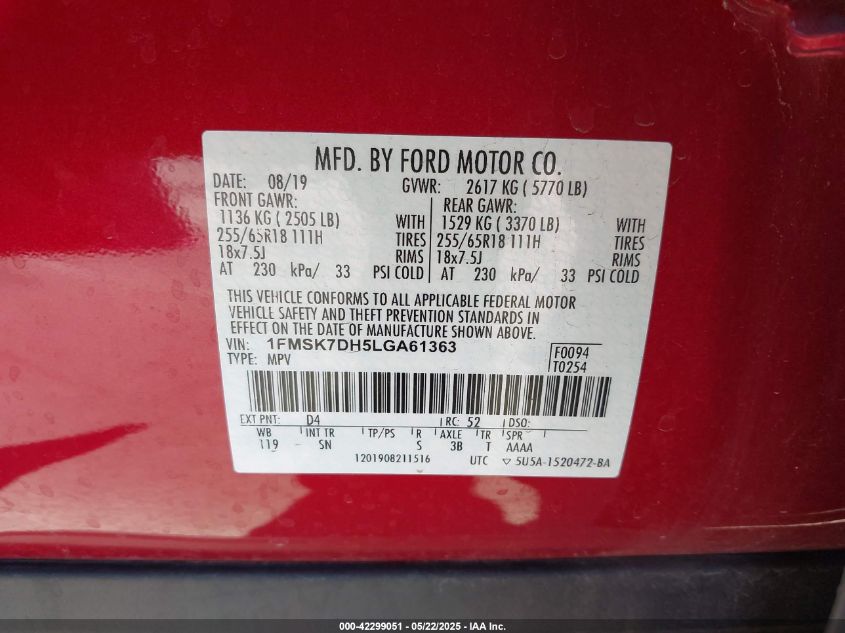 MFD. BY FORD MOTOR CO.
DATE: 08/19 GVWR: 2617 KG ( 5770 LB)
FRONT GAWR: REAR GAWR:
1136 KG ( 2505 LB) WITH 1529 KG ( 3370 LB) WITH
255/65R18 111H TIRES 255/65R18 111H TIRES
18x7.5J RIMS 18x7.5J RIMS
AT 230 kPa/ 33 PSI COLD AT 230 kPa/ 33 PSI COLD
THIS VEHICLE CONFORMS TO ALL APPLICABLE FEDERAL MOTOR
VEHICLE SAFETY AND THEFT PREVENTION STANDARDS IN
EFFECT ON THE DATE OF MANUFACTURE SHOWN ABOVE.
VIN: 1FMSK7DH5LGA61363 F0094
TYPE: MPV T0254
EXT PNT: D4 RC: 52 DSO:
WB INT TR TP/PS R AXLE TR SPR
119 SN S 3B T AAAA
1201908211516 UTC ▽ 5U5A-1520472-BA
000-42299051 - 05/22/2025 - IAA Inc.